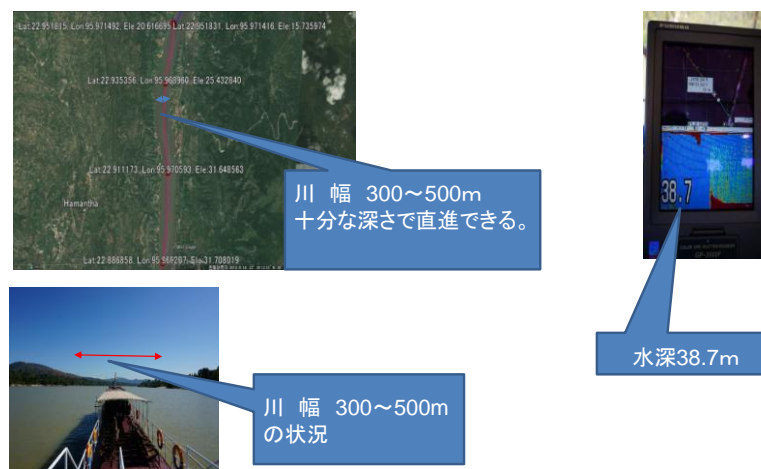 Lat:22.951815, Lon:95.971492, Ele 20.616695 Lat:22.951831, Lon:95.971416, Ele:15.735974
Lat:22.935356, Lon:95.968960, Ele 25.432840
Lat:22.911173, Lon:95.970593, Ele:31.648563
Hamantha
Lat:22.886858, Lon:95.969207, Ele:31.708019
川 幅 300~500m
十分な深さで直進できる。
FURUNO
38.7
水深38.7m
川 幅 300~500m
の状況